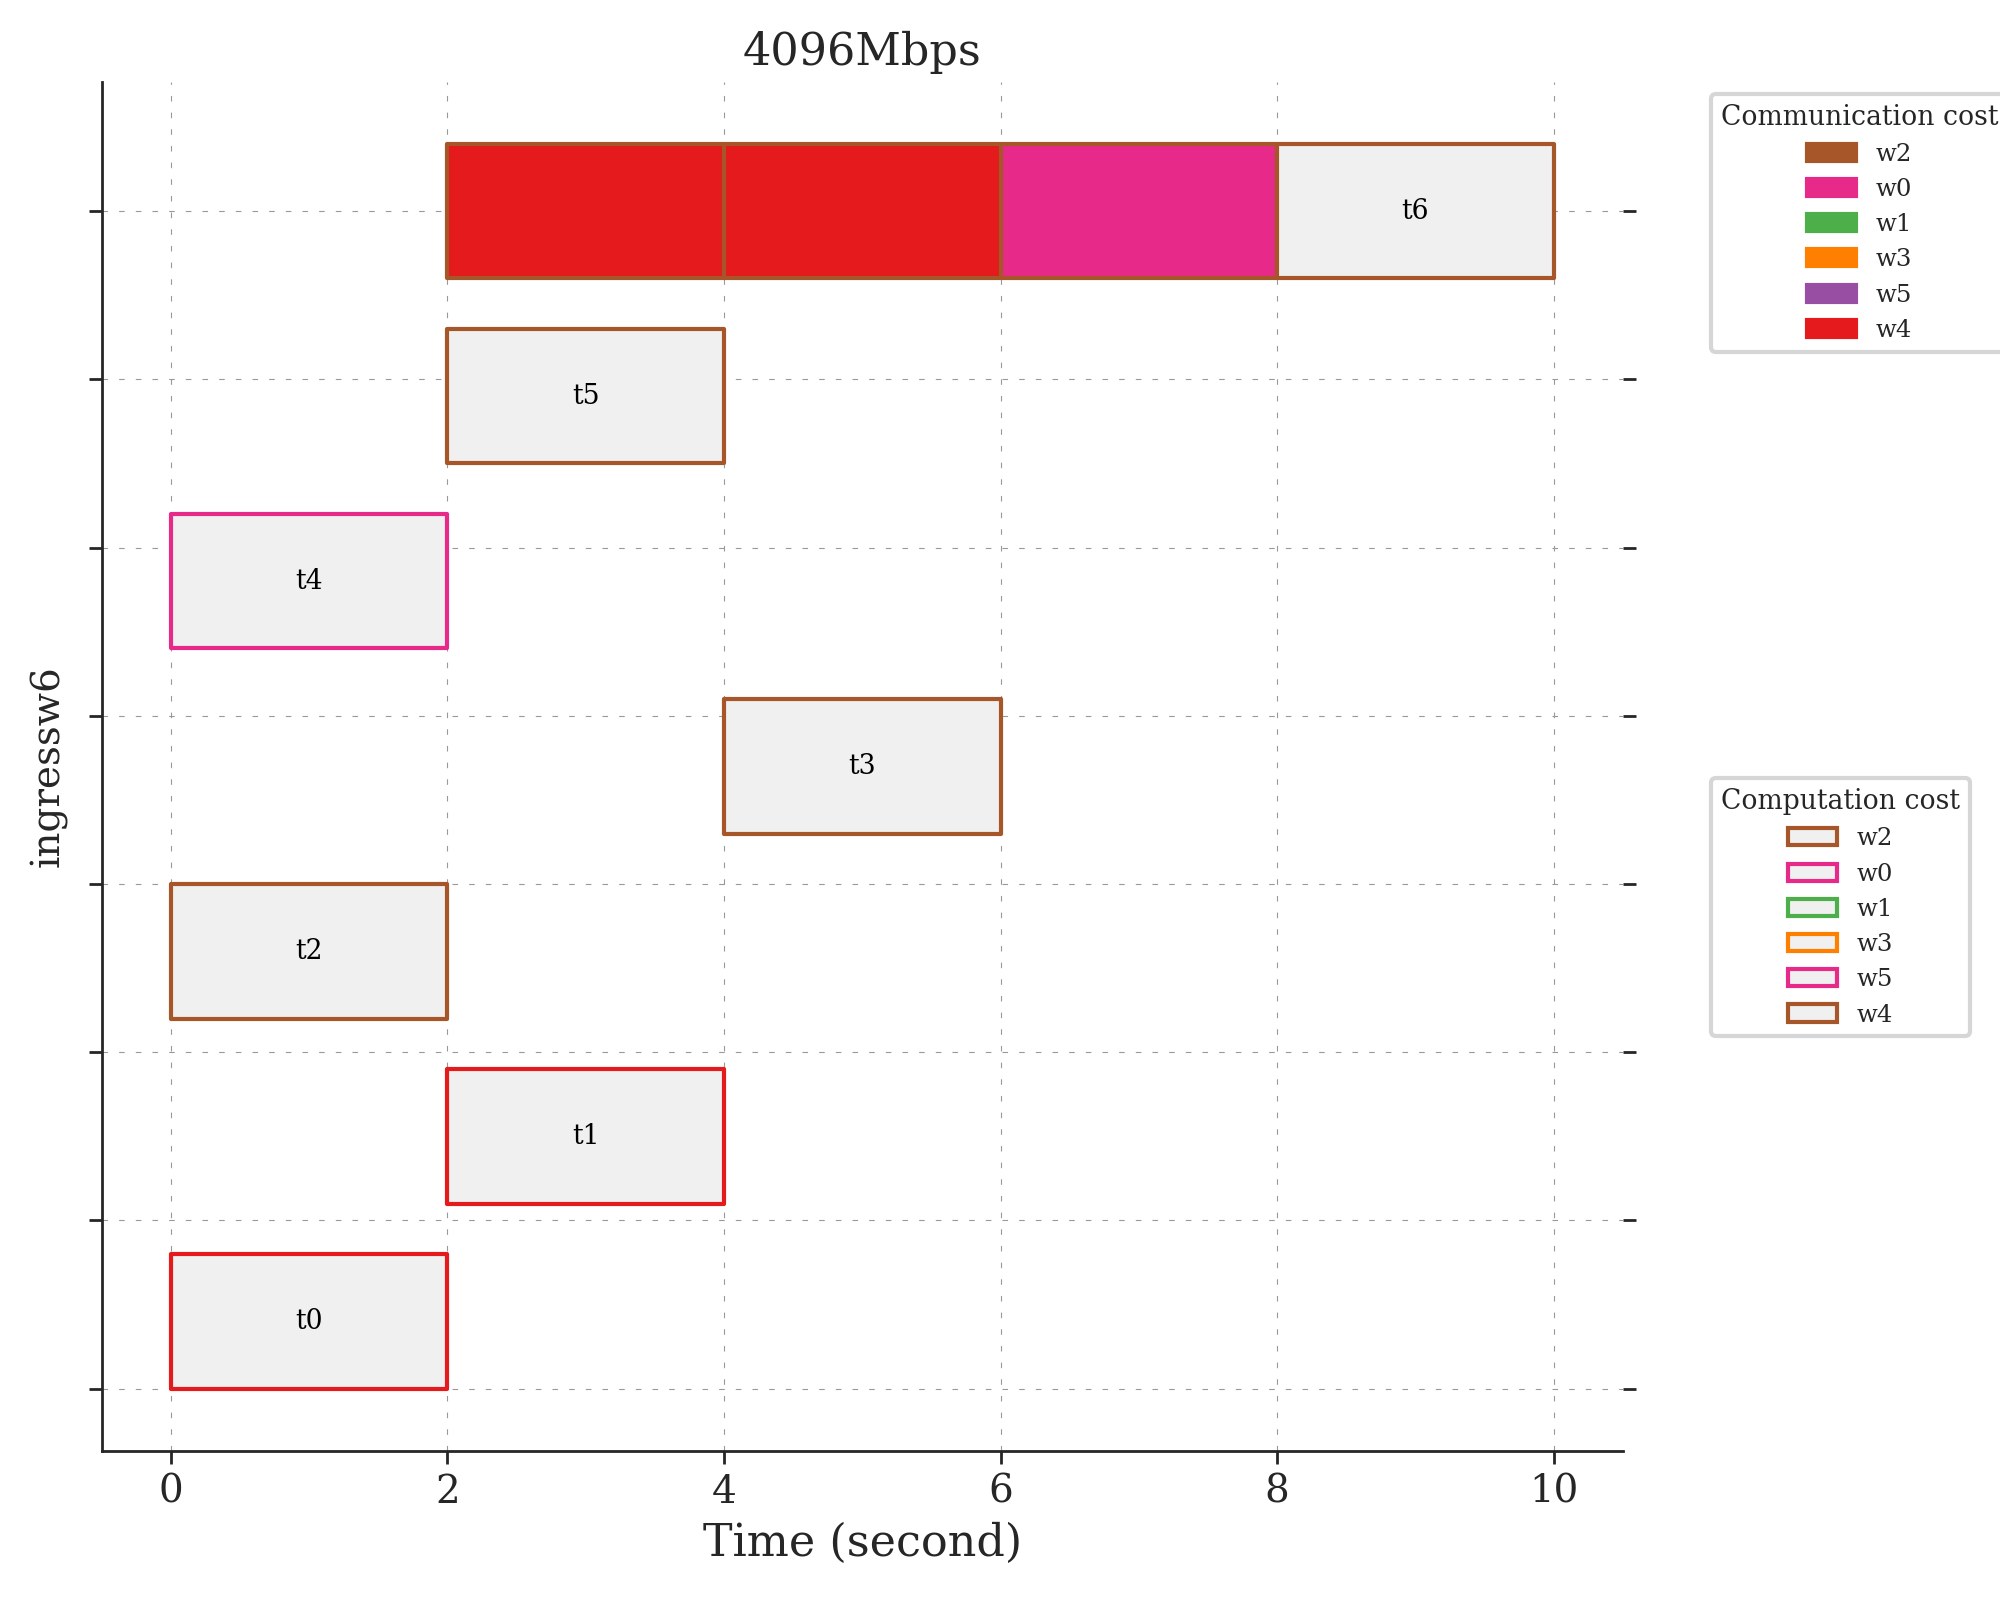 4096Mbps
Communication cost
w2
w0
w1
w3
w5
w4
t6
t5
t4
t3
t2
t1
t0
ingressw6
Computation cost
w2
w0
w1
w3
w5
w4
0 2 4 6 8 10
Time (second)